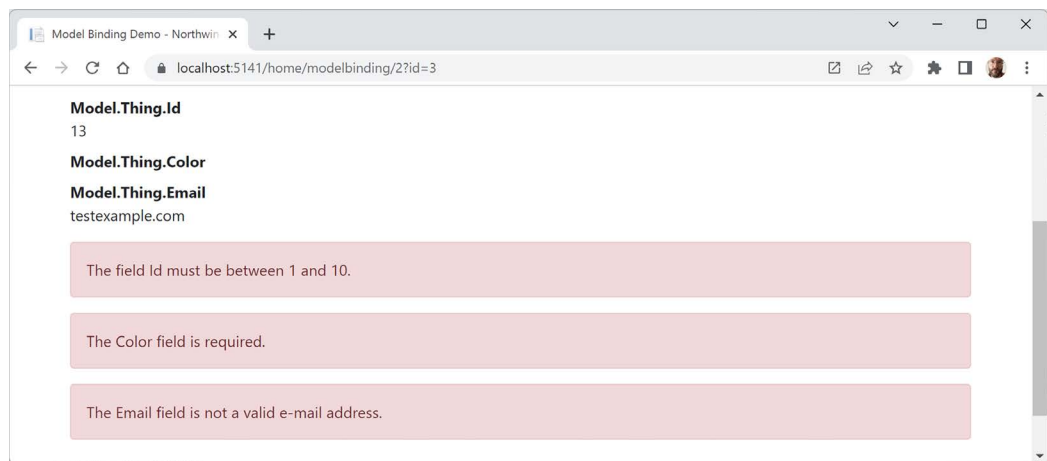 Model Binding Demo - Northwin
localhost:5141/home/modelbinding/2?id=3
Model.Thing.Id
13
Model.Thing.Color
Model.Thing.Email
testexample.com
The field Id must be between 1 and 10.
The Color field is required.
The Email field is not a valid e-mail address.